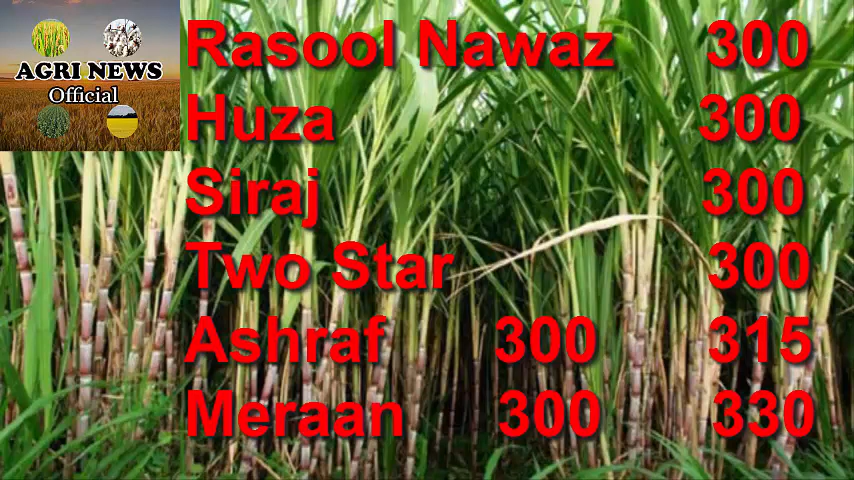 AGRI NEWS
Official
Rasool Nawaz 300
Huza 300
Siraj 300
Two Star 300
Ashraf 300 315
Meraan 300 330